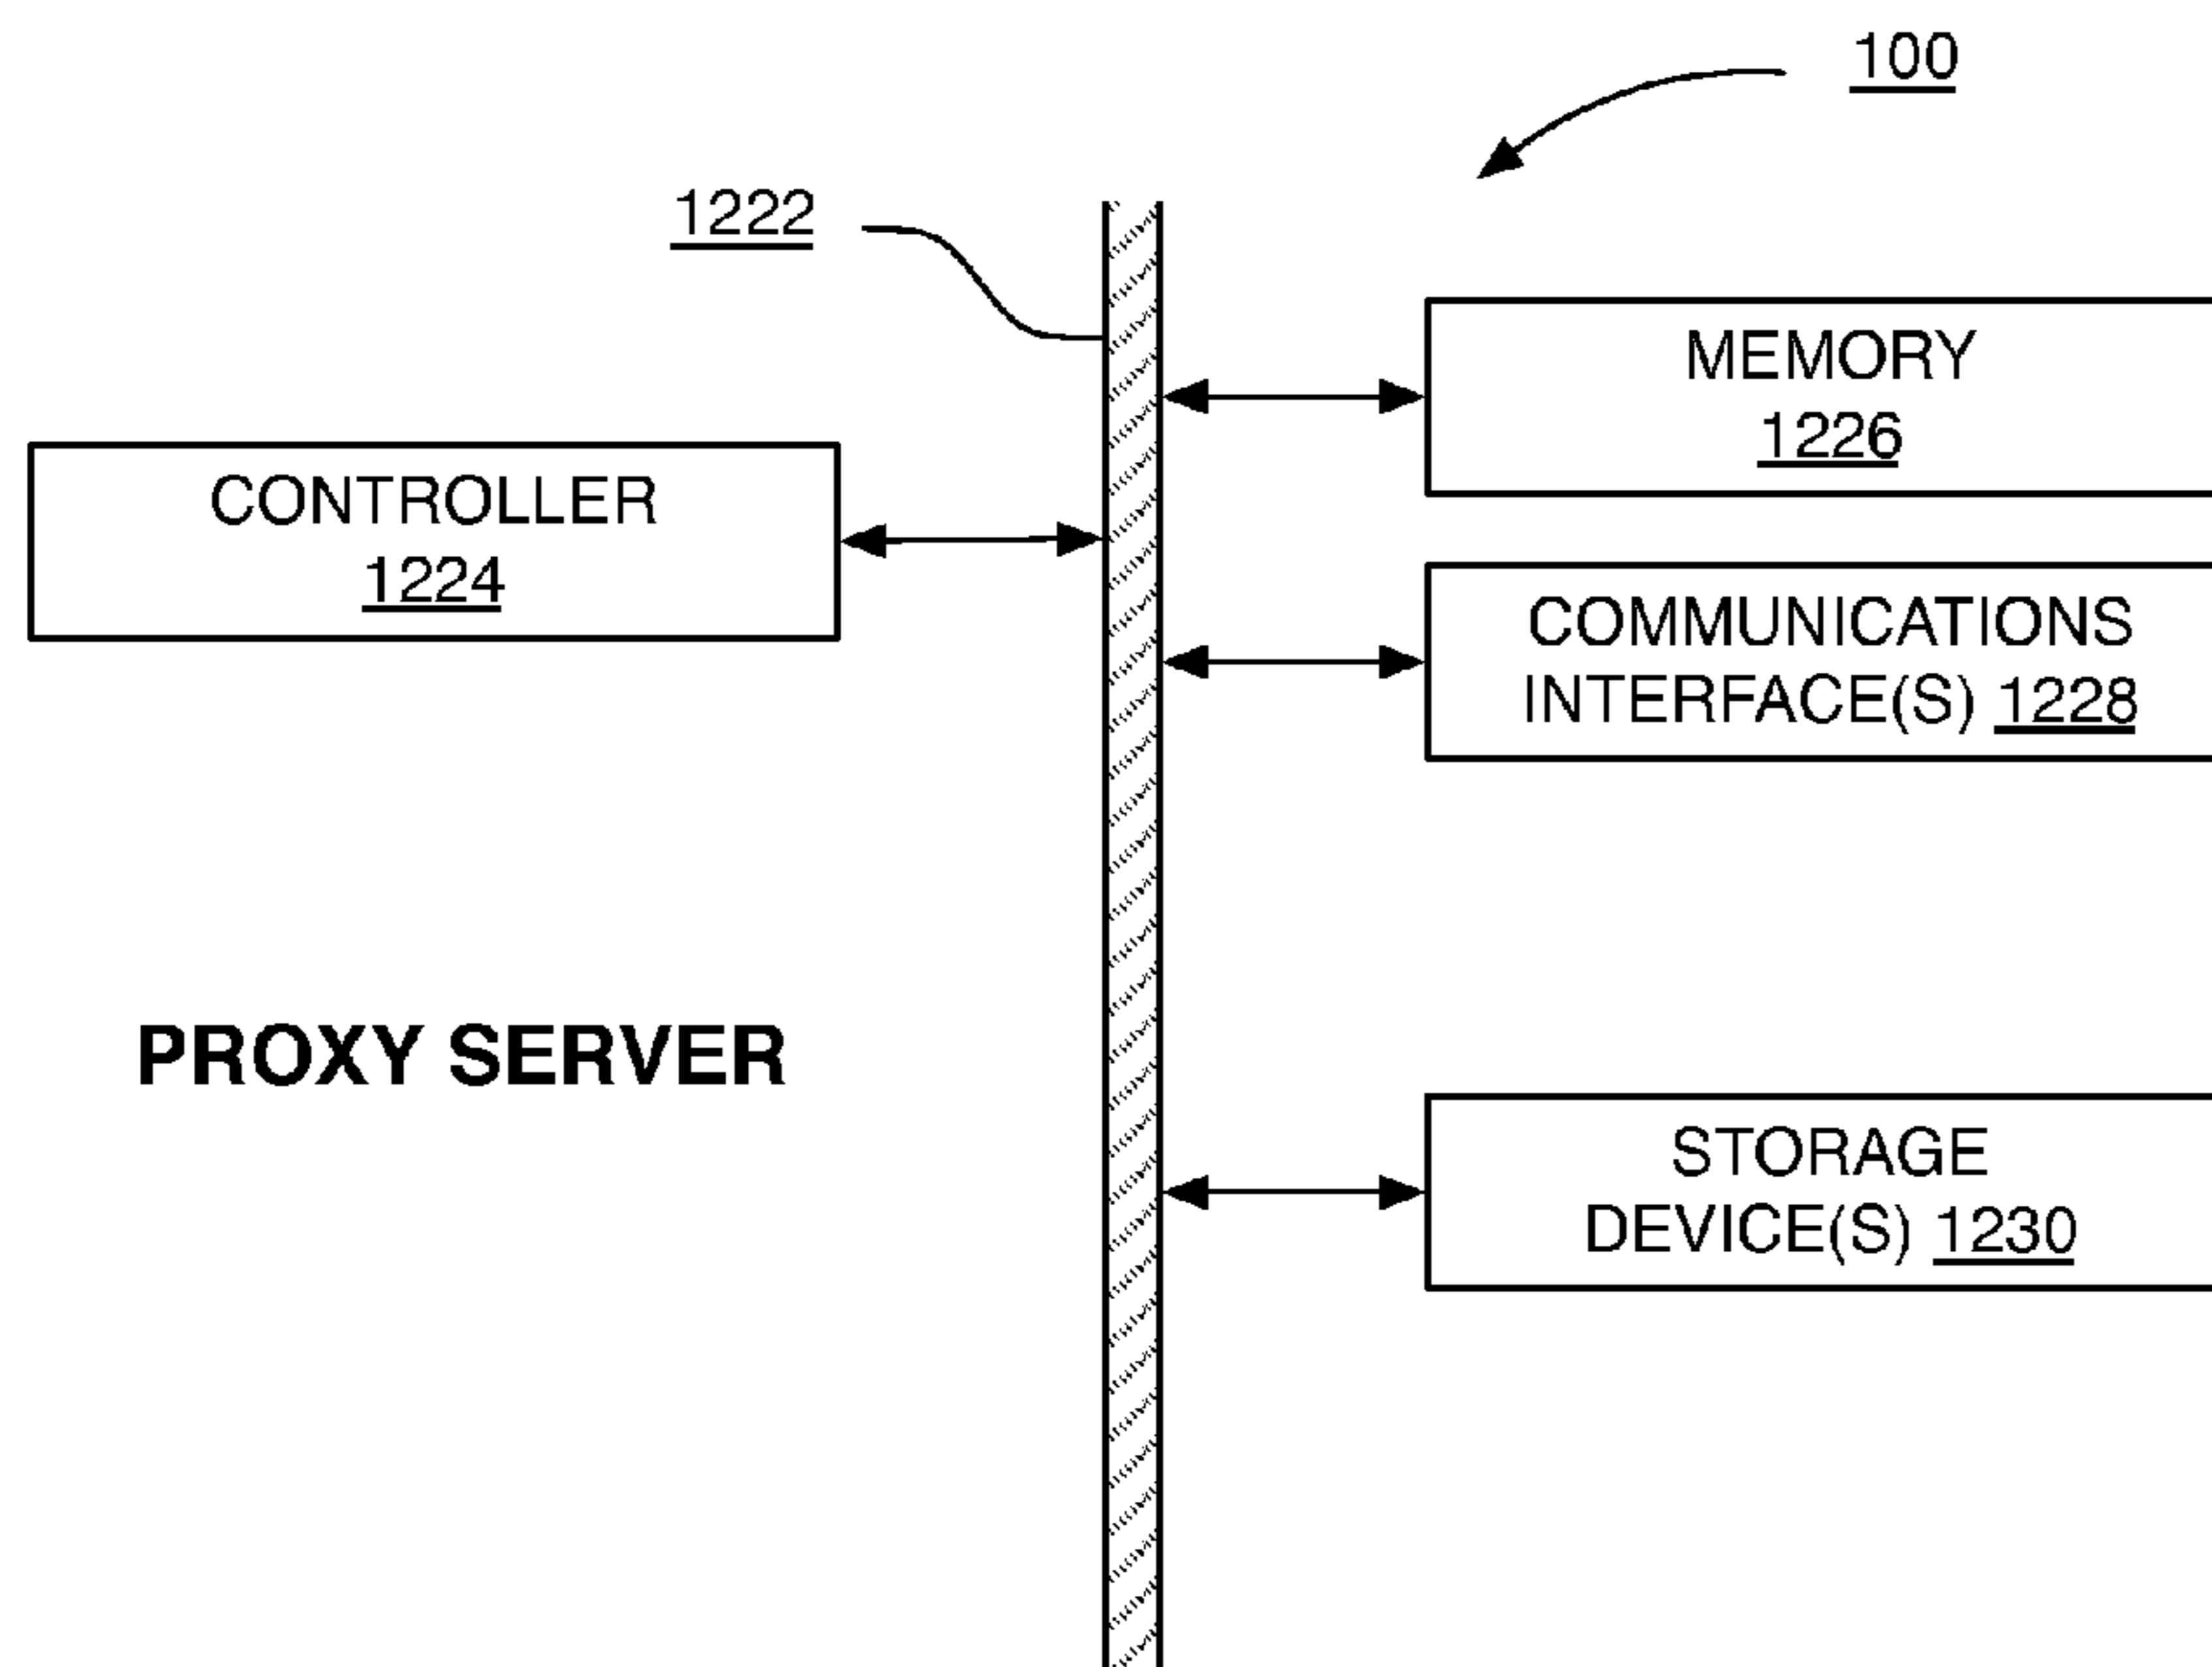 100
1222
MEMORY
1226
CONTROLLER
1224
COMMUNICATIONS
INTERFACE(S) 1228
PROXY SERVER
STORAGE
DEVICE(S) 1230